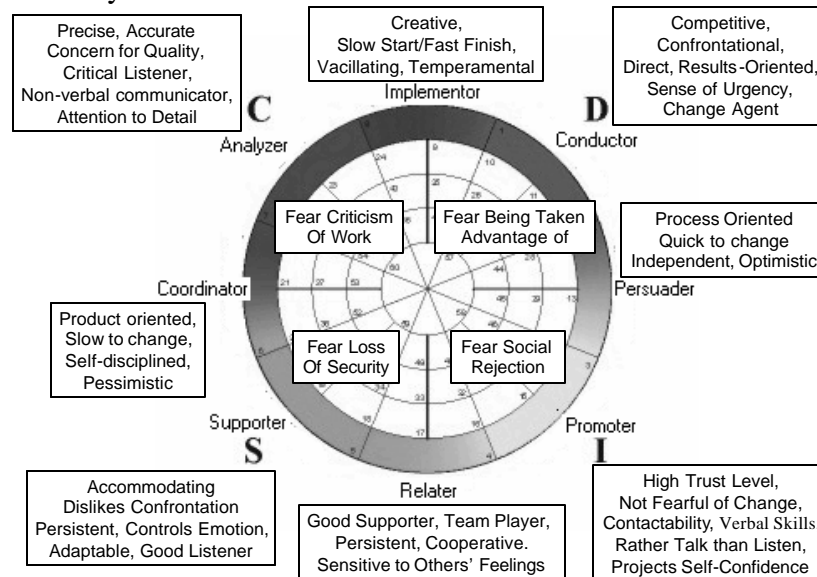 Precise, Accurate
Concern for Quality,
Critical Listener,
Non-verbal communicator,
Attention to Detail
Creative,
Slow Start/Fast Finish,
Vacillating, Temperamental
Competitive,
Confrontational,
Direct, Results-Oriented,
Sense of Urgency,
Change Agent
Implementor
C
D
Analyzer
Conductor
Fear Criticism
Of Work
Fear Being Taken
Advantage of
Process Oriented
Quick to change
Independent, Optimistic
Coordinator
Persuader
Product oriented,
Slow to change,
Self-disciplined,
Pessimistic
Fear Loss
Of Security
Fear Social
Rejection
Supporter
Promoter
S
I
Relater
Accommodating
Dislikes Confrontation
Persistent, Controls Emotion,
Adaptable, Good Listener
Good Supporter, Team Player,
Persistent, Cooperative.
Sensitive to Others' Feelings
High Trust Level,
Not Fearful of Change,
Contactability, Verbal Skills
Rather Talk than Listen,
Projects Self-Confidence